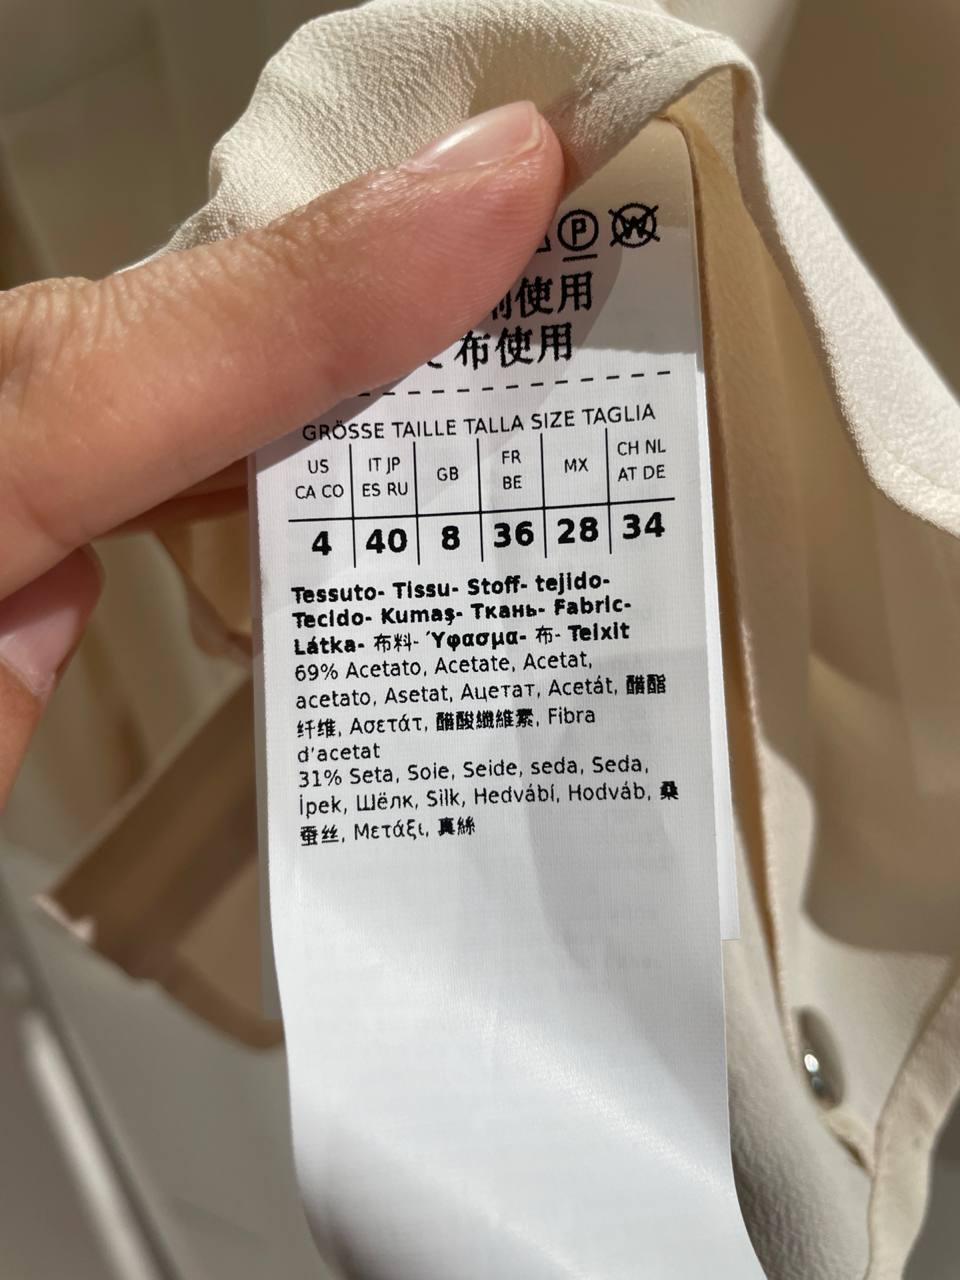 使用
布使用
GRÖSSE TAILLE TALLA SIZE TAGLIA
US CA CO | IT JP ES RU | GB | FR BE | MX | CH NL AT DE
4 | 40 | 8 | 36 | 28 | 34
Tessuto- Tissu- Stoff- tejido-
Tecido- Kumaş- Ткань- Fabric-
Látka- 布料- Ύφασμα- 布- Teixit
69% Acetato, Acetate, Acetat,
acetato, Asetat, Ацетат, Acetát, 醋酯
纤维, Ασετάτ, 醋酸纖維素, Fibra
d'acetat
31% Seta, Soie, Seide, seda, Seda,
İpek, Шёлк, Silk, Hedvábí, Hodváb, 桑
蚕丝, Μετάξι, 真絲